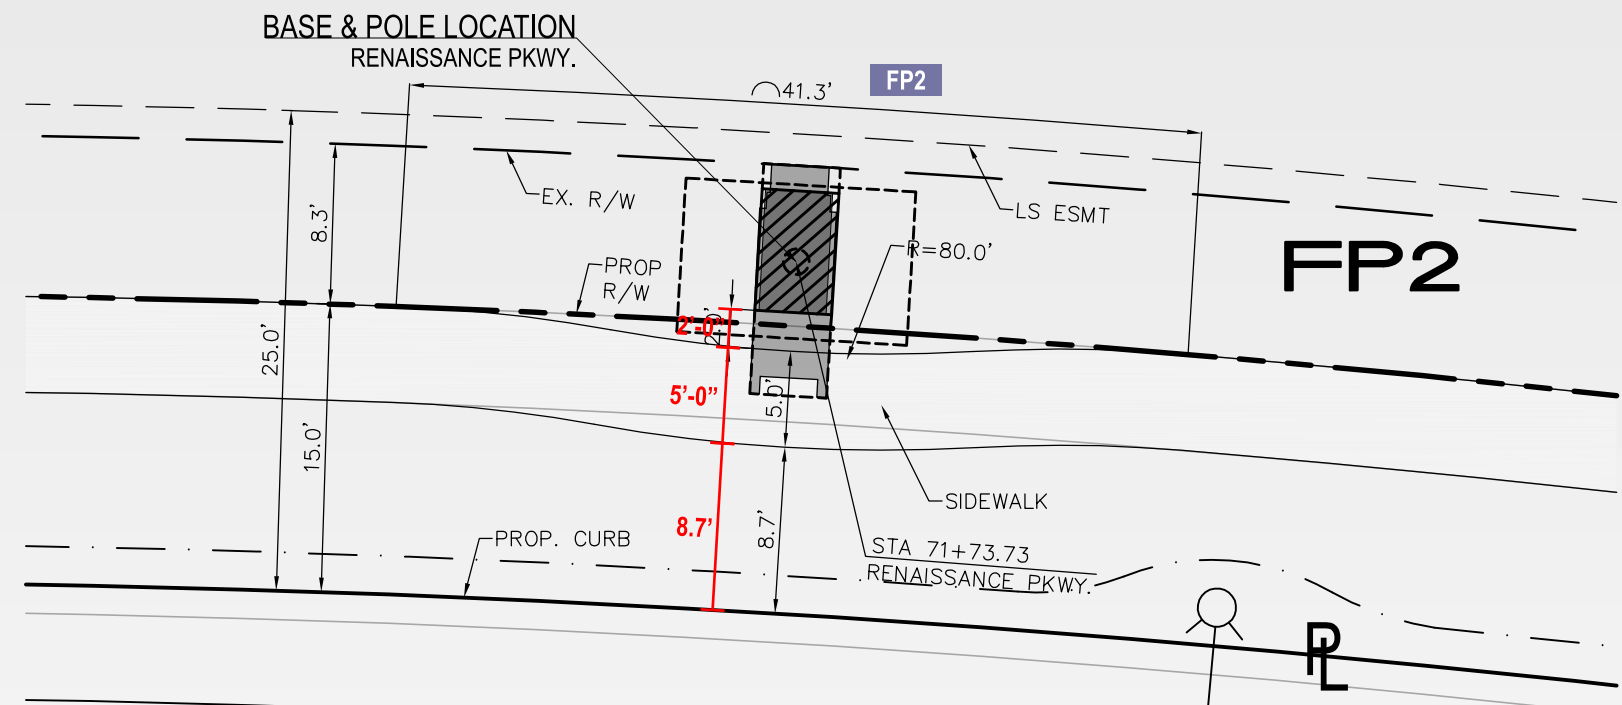 BASE & POLE LOCATION
RENAISSANCE PKWY.
41.3'
FP2
EX. R/W
LS ESMT
8.3'
R=80.0'
FP2
PROP
R/W
2'-0"
2.0'
25.0'
5'-0"
5.0'
15.0'
SIDEWALK
8.7'
8.7'
PROP. CURB
STA 71+73.73
RENAISSANCE PKWY.
PL